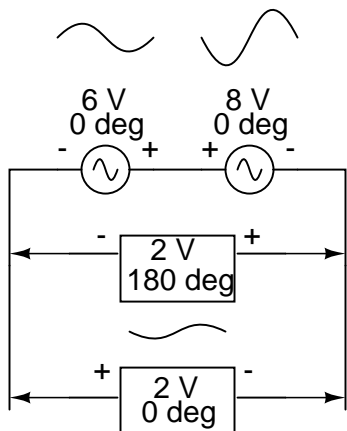 6 V 8 V
0 deg 0 deg
- + + -
- 2 V +
180 deg
+ 2 V -
0 deg